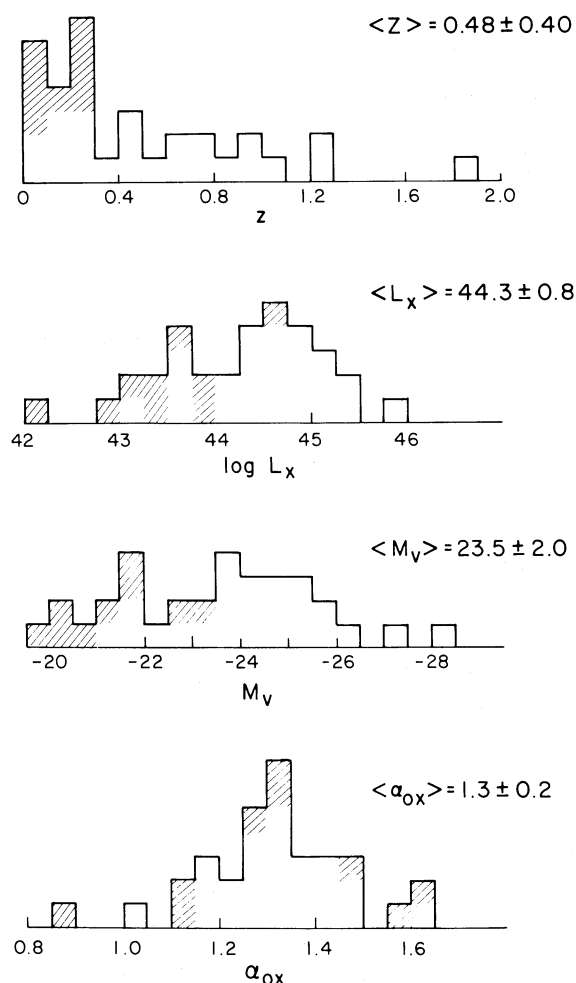 <Z> = 0.48 ± 0.40
0 0.4 0.8 1.2 1.6 2.0
z
<Lx> = 44.3 ± 0.8
42 43 44 45 46
log Lx
<Mv> = 23.5 ± 2.0
-20 -22 -24 -26 -28
Mv
<αox> = 1.3 ± 0.2
0.8 1.0 1.2 1.4 1.6
αox